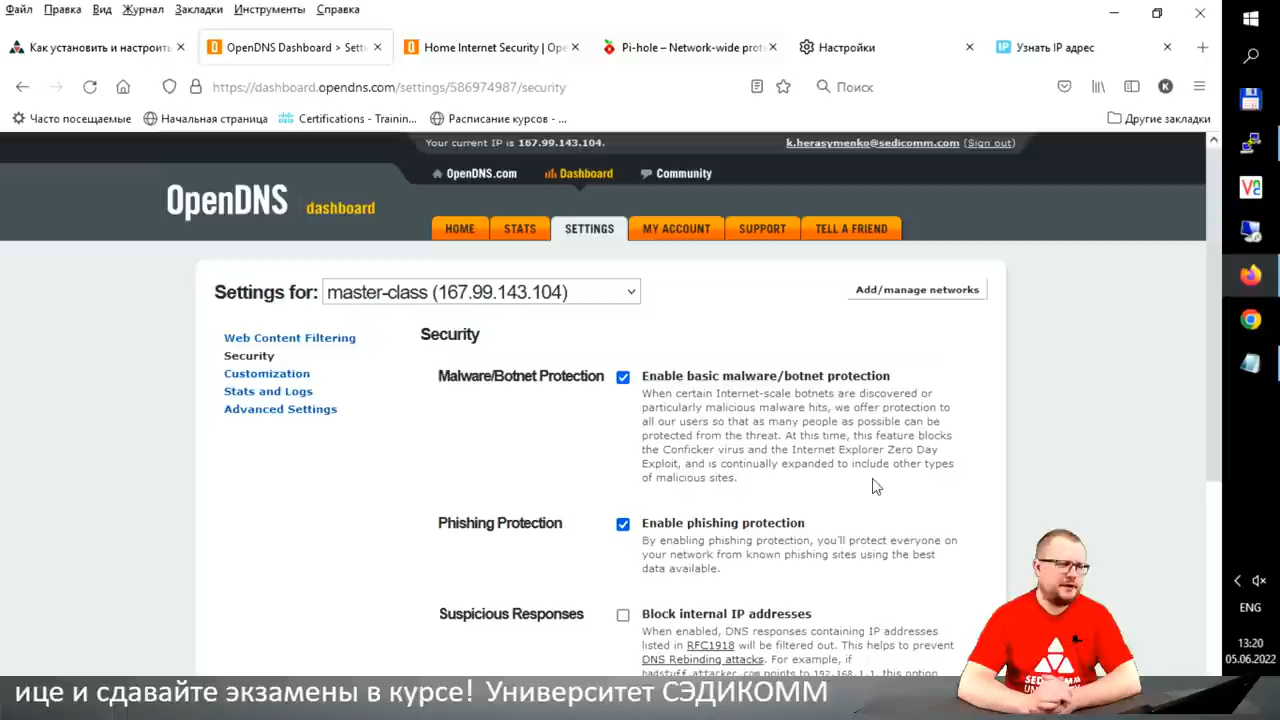 Файл Правка Вид Журнал Закладки Инструменты Справка
Как установить и настроить
OpenDNS Dashboard > Setti
Home Internet Security | Ope
Pi-hole – Network-wide prot
Настройки
Узнать IP адрес
https://dashboard.opendns.com/settings/586974987/security
Поиск
Часто посещаемые
Начальная страница
Certifications - Trainin...
Расписание курсов - ...
Другие закладки
Your current IP is 167.99.143.104.
k.herasymenko@sedicomm.com (Sign out)
OpenDNS.com Dashboard Community
OpenDNS dashboard
HOME STATS SETTINGS MY ACCOUNT SUPPORT TELL A FRIEND
Settings for: master-class (167.99.143.104)
Add/manage networks
Web Content Filtering
Security
Customization
Stats and Logs
Advanced Settings
Security
Malware/Botnet Protection
Enable basic malware/botnet protection
When certain Internet-scale botnets are discovered or
particularly malicious malware hits, we offer protection to
all our users so that as many people as possible can be
protected from the threat. At this time, this feature blocks
the Conficker virus and the Internet Explorer Zero Day
Exploit, and is continually expanded to include other types
of malicious sites.
Phishing Protection
Enable phishing protection
By enabling phishing protection, you'll protect everyone on
your network from known phishing sites using the best
data available.
Suspicious Responses
Block internal IP addresses
When enabled, DNS responses containing IP addresses
listed in RFC1918 will be filtered out. This helps to prevent
DNS Rebinding attacks. For example, if
badstuff.attacker.com points to 192.168.1.1, this option
ENG
13:20
05.06.2022
ице и сдавайте экзамены в курсе! Университет СЭДИКОММ